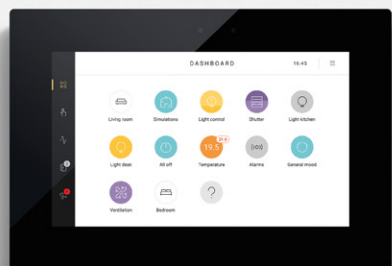 DASHBOARD 16:45
Living room Simulations Light control Shutter Light kitchen
19.5
Light desk All off Temperature Alarms General mood
Ventilation Bedroom ?